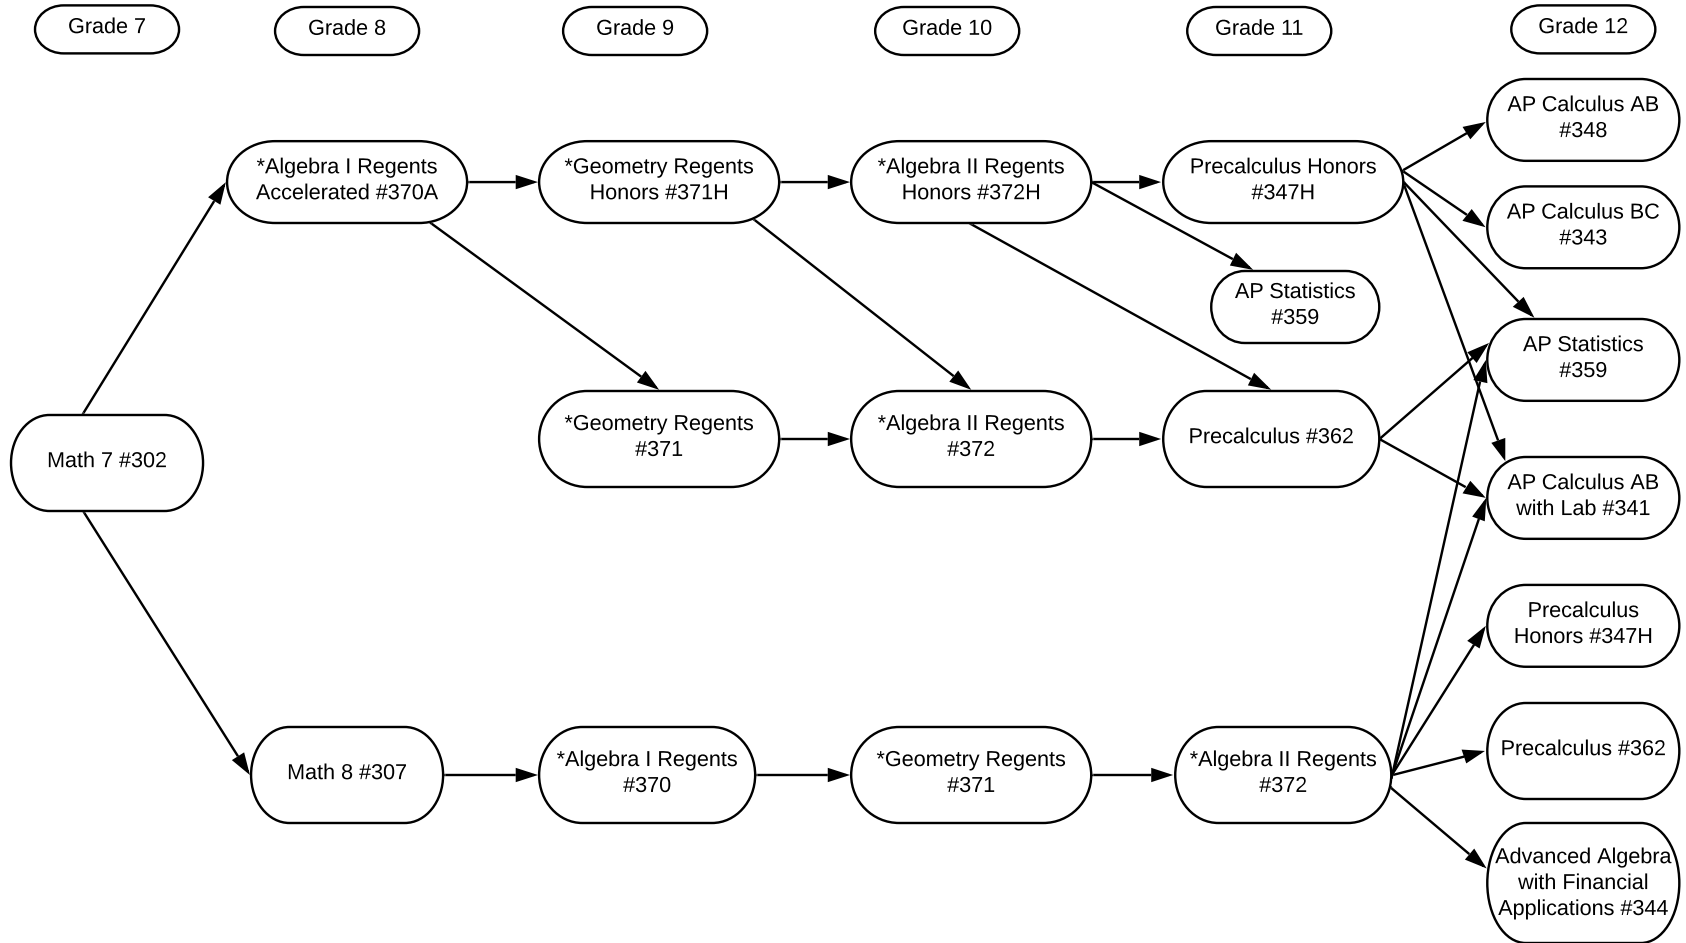 Grade 7
Grade 8
Grade 9
Grade 10
Grade 11
Grade 12
AP Calculus AB
#348
*Algebra I Regents
Accelerated #370A
*Geometry Regents
Honors #371H
*Algebra II Regents
Honors #372H
Precalculus Honors
#347H
AP Calculus BC
#343
AP Statistics
#359
AP Statistics
#359
Math 7 #302
*Geometry Regents
#371
*Algebra II Regents
#372
Precalculus #362
AP Calculus AB
with Lab #341
Precalculus
Honors #347H
Math 8 #307
*Algebra I Regents
#370
*Geometry Regents
#371
*Algebra II Regents
#372
Precalculus #362
Advanced Algebra
with Financial
Applications #344